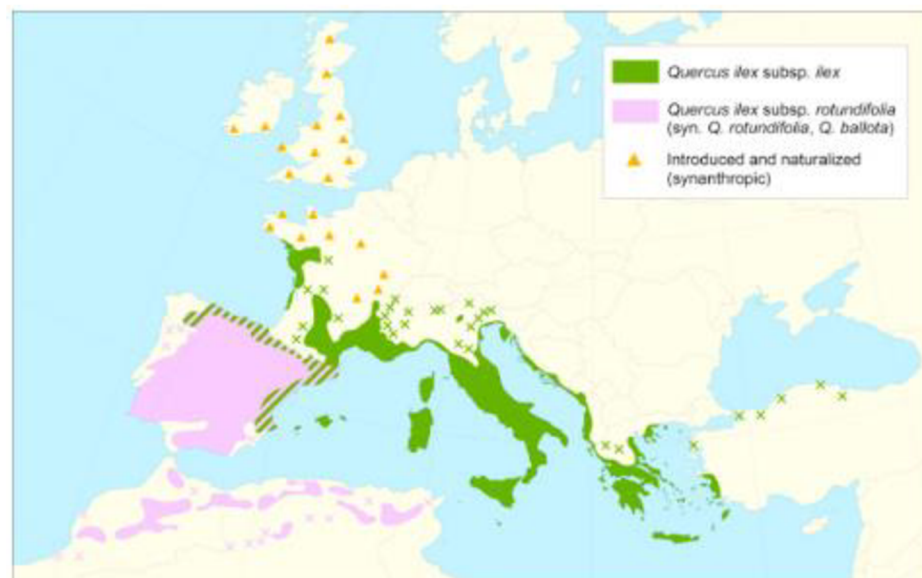 Quercus ilex subsp. ilex
Quercus ilex subsp. rotundifolia
(syn. Q. rotundifolia, Q. ballota)
Introduced and naturalized
(synanthropic)